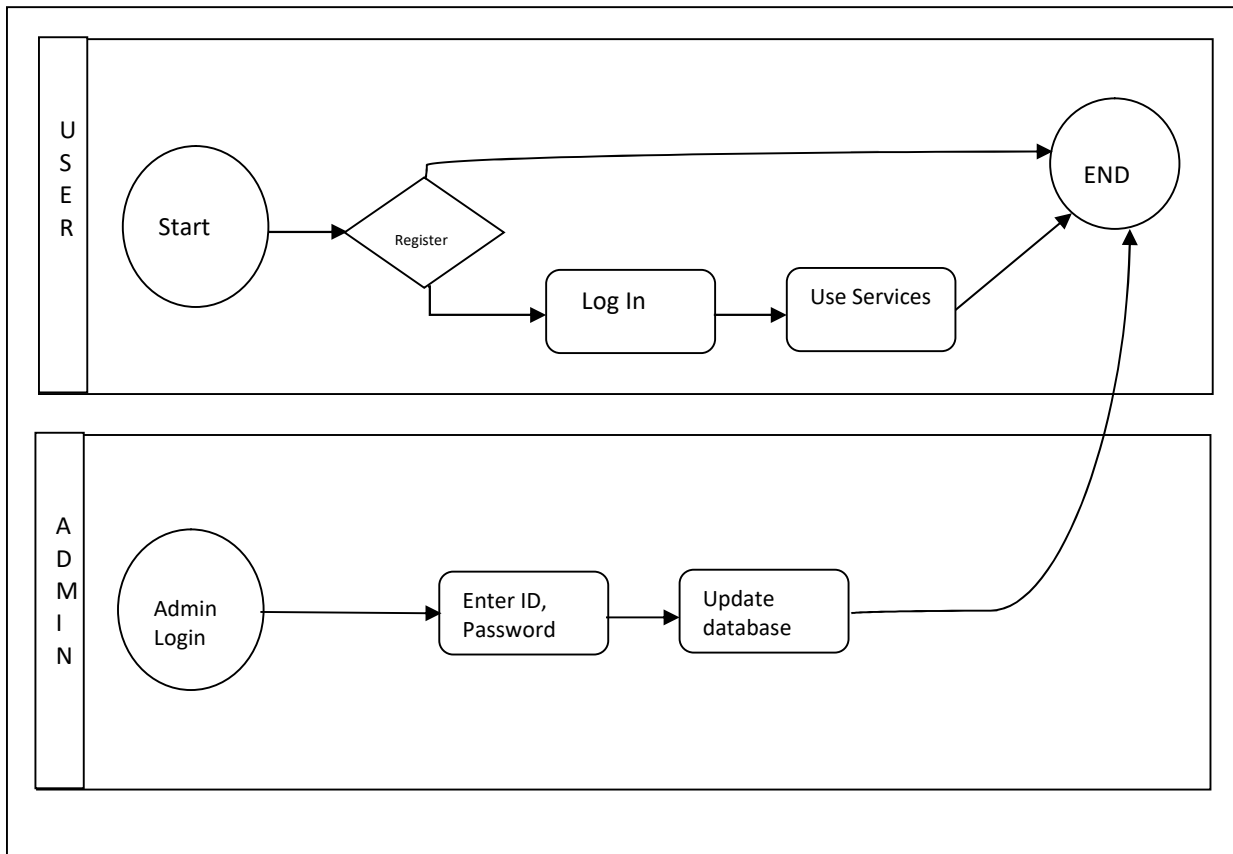 U
S
E
R
Start
Register
Log In
Use Services
END
A
D
M
I
N
Admin
Login
Enter ID,
Password
Update
database